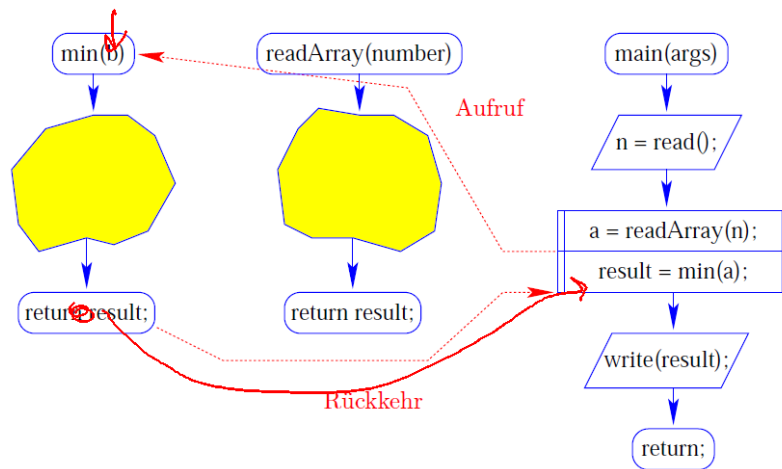 min(b)
readArray(number)
main(args)
Aufruf
n = read();
a = readArray(n);
result = min(a);
return result;
return result;
write(result);
Rückkehr
return;